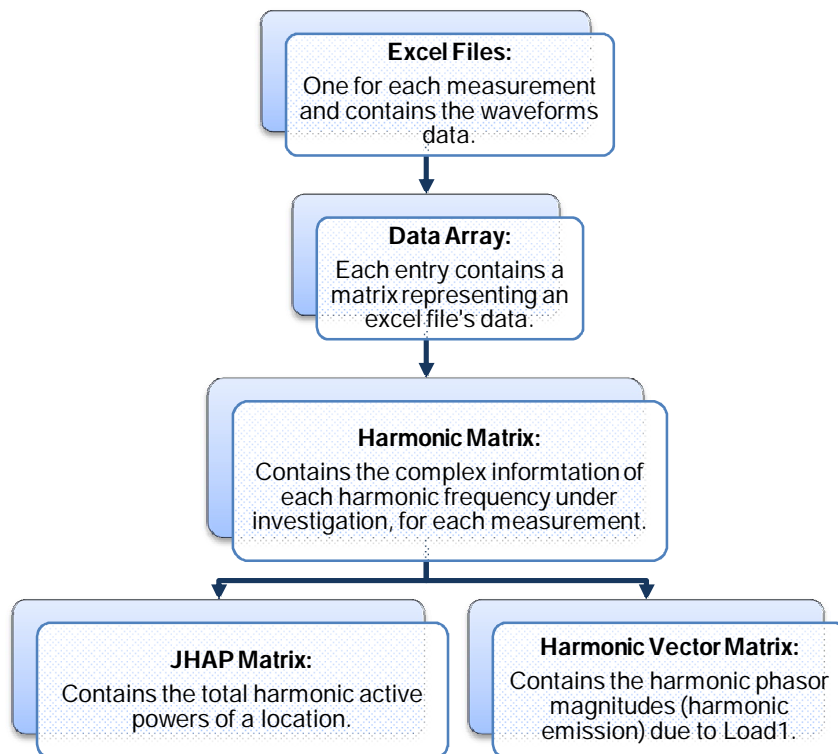 Excel Files:
One for each measurement
and contains the waveforms
data.
Data Array:
Each entry contains a
matrix representing an
excel file's data.
Harmonic Matrix:
Contains the complex informtation of
each harmonic frequency under
investigation, for each measurement.
JHAP Matrix:
Contains the total harmonic active
powers of a location.
Harmonic Vector Matrix:
Contains the harmonic phasor
magnitudes (harmonic
emission) due to Load1.